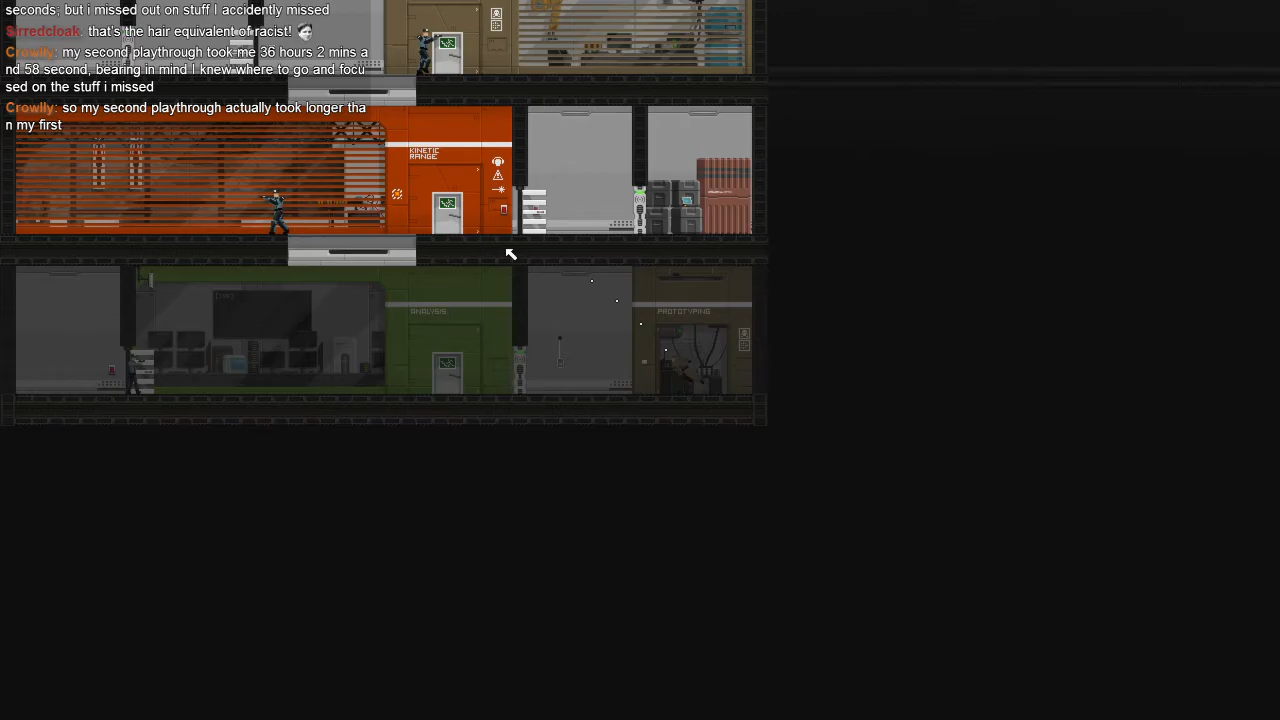 seconds; but i missed out on stuff I accidently missed
Sirredcloak: that's the hair equivalent of racist!
Crowlly: my second playthrough took me 36 hours 2 mins a
nd 58 second, bearing in mind I knew where to go and focu
sed on the stuff i missed
Crowlly: so my second playthrough actually took longer tha
n my first
KINETIC
RANGE
ANALYSIS
PROTOTYPING